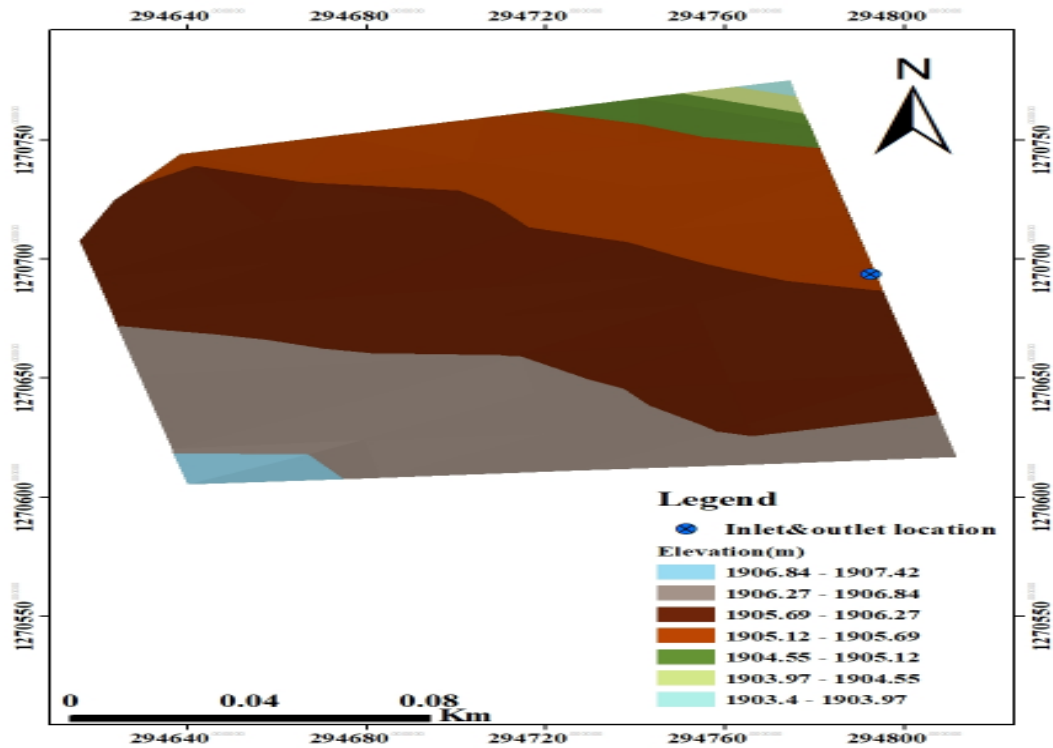 294640 294680 294720 294760 294800
N
1270750 1270750
1270700 1270700
1270650 1270650
1270600 1270600
1270550 1270550
Legend
Inlet&outlet location
Elevation(m)
1906.84 - 1907.42
1906.27 - 1906.84
1905.69 - 1906.27
1905.12 - 1905.69
1904.55 - 1905.12
1903.97 - 1904.55
1903.4 - 1903.97
0 0.04 0.08
Km
294640 294680 294720 294760 294800